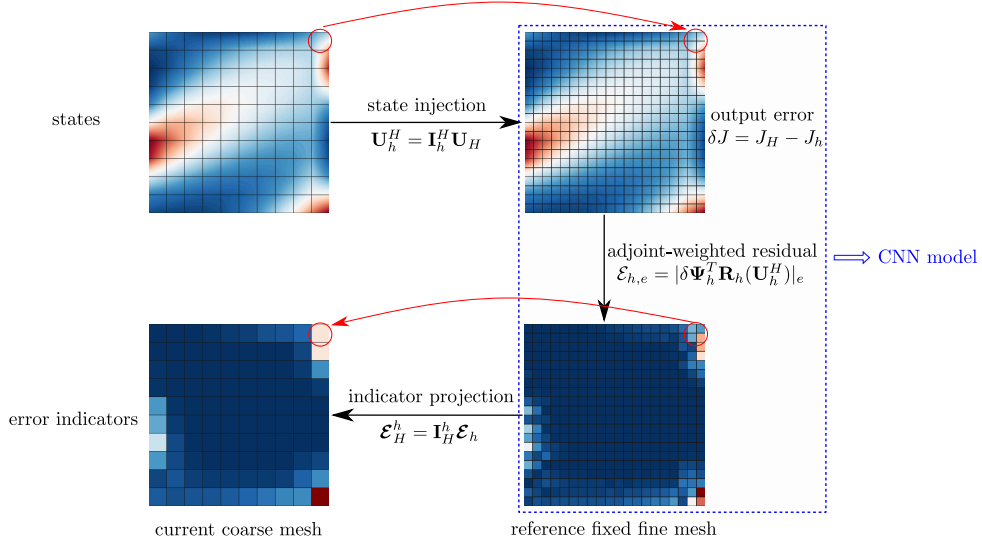 states
state injection
$\mathbf{U}_h^H = \mathbf{I}_h^H \mathbf{U}_H$
output error
$\delta J = J_H - J_h$
adjoint-weighted residual
$\mathcal{E}_{h,e} = |\delta \boldsymbol{\Psi}_h^T \mathbf{R}_h(\mathbf{U}_h^H)|_e$
CNN model
error indicators
indicator projection
$\boldsymbol{\mathcal{E}}_H^h = \mathbf{I}_H^h \boldsymbol{\mathcal{E}}_h$
current coarse mesh
reference fixed fine mesh